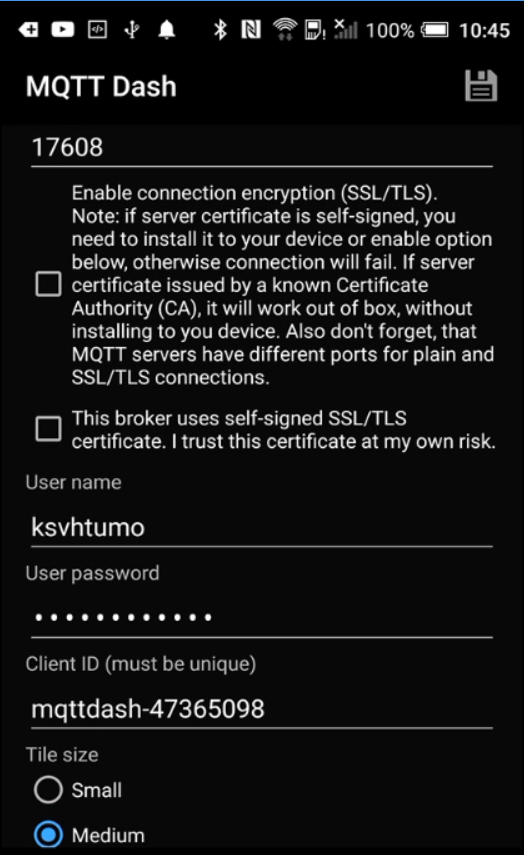 100% 10:45
MQTT Dash
17608
Enable connection encryption (SSL/TLS).
Note: if server certificate is self-signed, you
need to install it to your device or enable option
below, otherwise connection will fail. If server
certificate issued by a known Certificate
Authority (CA), it will work out of box, without
installing to you device. Also don't forget, that
MQTT servers have different ports for plain and
SSL/TLS connections.
This broker uses self-signed SSL/TLS
certificate. I trust this certificate at my own risk.
User name
ksvhtumo
User password
••••••••••••
Client ID (must be unique)
mqttdash-47365098
Tile size
Small
Medium